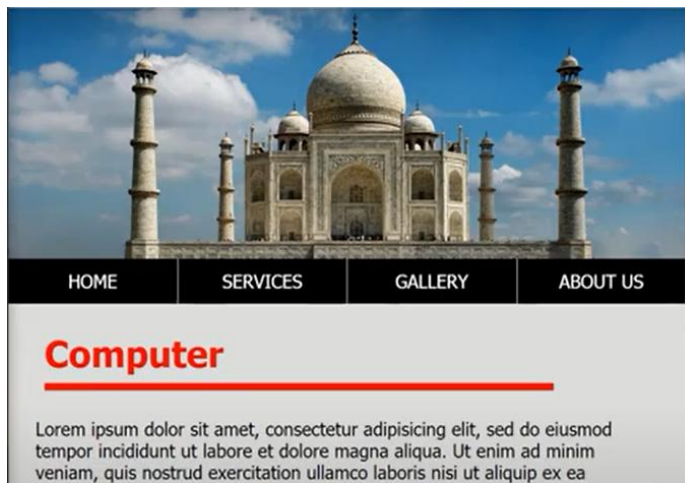 HOME SERVICES GALLERY ABOUT US
Computer
Lorem ipsum dolor sit amet, consectetur adipisicing elit, sed do eiusmod
tempor incididunt ut labore et dolore magna aliqua. Ut enim ad minim
veniam, quis nostrud exercitation ullamco laboris nisi ut aliquip ex ea